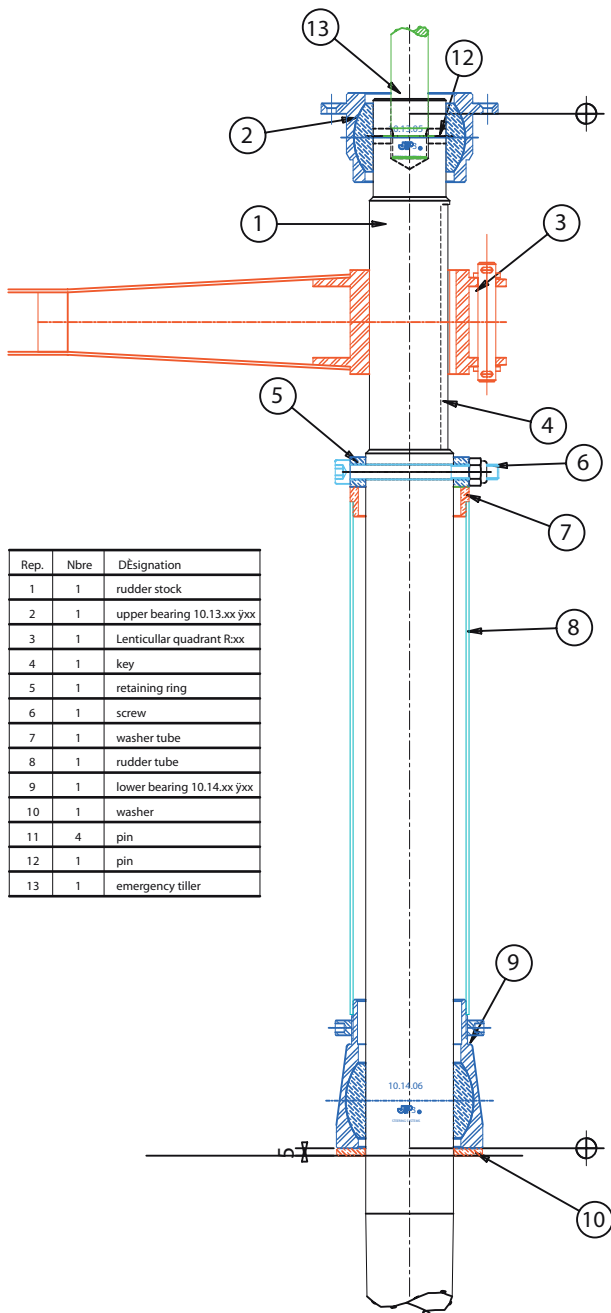 13
12
2
10.13.05
1
3
4
5
6
7
8
Rep. Nbre DÈsignation
1 1 rudder stock
2 1 upper bearing 10.13.xx ÿxx
3 1 Lenticullar quadrant R:xx
4 1 key
5 1 retaining ring
6 1 screw
7 1 washer tube
8 1 rudder tube
9 1 lower bearing 10.14.xx ÿxx
10 1 washer
11 4 pin
12 1 pin
13 1 emergency tiller
9
10.14.06
5
10